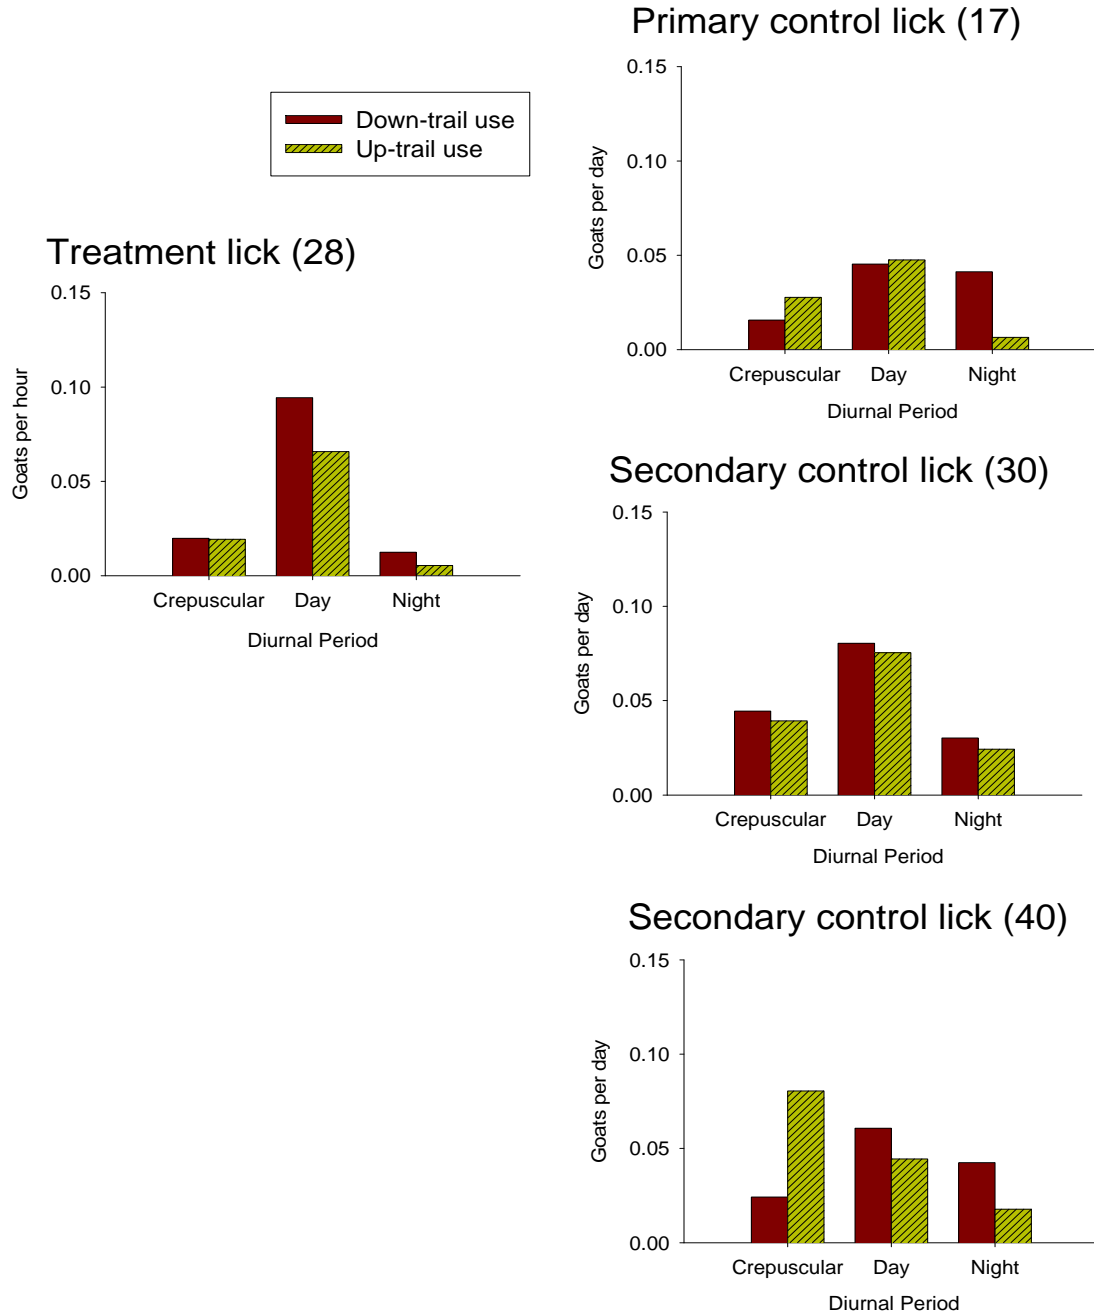 Primary control lick (17)
0.15
0.10
0.05
0.00
Goats per day
Crepuscular Day Night
Diurnal Period
Down-trail use
Up-trail use
Treatment lick (28)
0.15
0.10
0.05
0.00
Goats per hour
Crepuscular Day Night
Diurnal Period
Secondary control lick (30)
0.15
0.10
0.05
0.00
Goats per day
Crepuscular Day Night
Diurnal Period
Secondary control lick (40)
0.15
0.10
0.05
0.00
Goats per day
Crepuscular Day Night
Diurnal Period